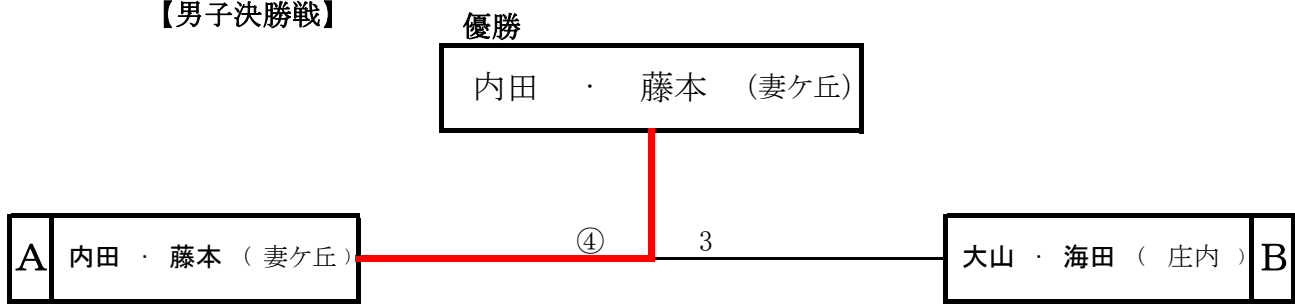 【男子決勝戦】
優勝
内田 ・ 藤本 (妻ケ丘)
④ 3
A 内田 ・ 藤本 ( 妻ケ丘 )
大山 ・ 海田 ( 庄内 ) B